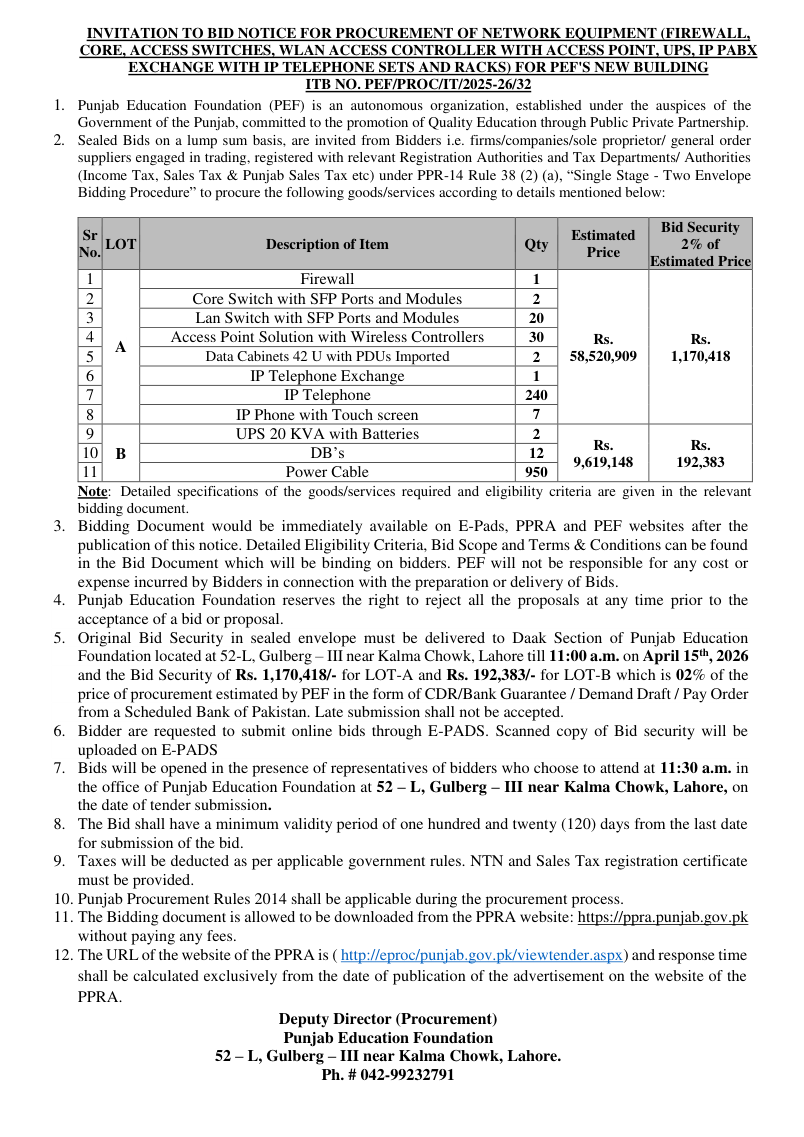 INVITATION TO BID NOTICE FOR PROCUREMENT OF NETWORK EQUIPMENT (FIREWALL,
CORE, ACCESS SWITCHES, WLAN ACCESS CONTROLLER WITH ACCESS POINT, UPS, IP PABX
EXCHANGE WITH IP TELEPHONE SETS AND RACKS) FOR PEF'S NEW BUILDING
ITB NO. PEF/PROC/IT/2025-26/32
1. Punjab Education Foundation (PEF) is an autonomous organization, established under the auspices of the
Government of the Punjab, committed to the promotion of Quality Education through Public Private Partnership.
2. Sealed Bids on a lump sum basis, are invited from Bidders i.e. firms/companies/sole proprietor/ general order
suppliers engaged in trading, registered with relevant Registration Authorities and Tax Departments/ Authorities
(Income Tax, Sales Tax & Punjab Sales Tax etc) under PPR-14 Rule 38 (2) (a), “Single Stage - Two Envelope
Bidding Procedure” to procure the following goods/services according to details mentioned below:
Sr No. LOT Description of Item Qty Estimated Price Bid Security 2% of Estimated Price
1 A Firewall 1 Rs. 58,520,909 Rs. 1,170,418
2 Core Switch with SFP Ports and Modules 2
3 Lan Switch with SFP Ports and Modules 20
4 Access Point Solution with Wireless Controllers 30
5 Data Cabinets 42 U with PDUs Imported 2
6 IP Telephone Exchange 1
7 IP Telephone 240
8 IP Phone with Touch screen 7
9 B UPS 20 KVA with Batteries 2 Rs. 9,619,148 Rs. 192,383
10 DB’s 12
11 Power Cable 950
Note: Detailed specifications of the goods/services required and eligibility criteria are given in the relevant
bidding document.
3. Bidding Document would be immediately available on E-Pads, PPRA and PEF websites after the
publication of this notice. Detailed Eligibility Criteria, Bid Scope and Terms & Conditions can be found
in the Bid Document which will be binding on bidders. PEF will not be responsible for any cost or
expense incurred by Bidders in connection with the preparation or delivery of Bids.
4. Punjab Education Foundation reserves the right to reject all the proposals at any time prior to the
acceptance of a bid or proposal.
5. Original Bid Security in sealed envelope must be delivered to Daak Section of Punjab Education
Foundation located at 52-L, Gulberg – III near Kalma Chowk, Lahore till 11:00 a.m. on April 15th, 2026
and the Bid Security of Rs. 1,170,418/- for LOT-A and Rs. 192,383/- for LOT-B which is 02% of the
price of procurement estimated by PEF in the form of CDR/Bank Guarantee / Demand Draft / Pay Order
from a Scheduled Bank of Pakistan. Late submission shall not be accepted.
6. Bidder are requested to submit online bids through E-PADS. Scanned copy of Bid security will be
uploaded on E-PADS
7. Bids will be opened in the presence of representatives of bidders who choose to attend at 11:30 a.m. in
the office of Punjab Education Foundation at 52 – L, Gulberg – III near Kalma Chowk, Lahore, on
the date of tender submission.
8. The Bid shall have a minimum validity period of one hundred and twenty (120) days from the last date
for submission of the bid.
9. Taxes will be deducted as per applicable government rules. NTN and Sales Tax registration certificate
must be provided.
10. Punjab Procurement Rules 2014 shall be applicable during the procurement process.
11. The Bidding document is allowed to be downloaded from the PPRA website: https://ppra.punjab.gov.pk
without paying any fees.
12. The URL of the website of the PPRA is ( http://eproc/punjab.gov.pk/viewtender.aspx) and response time
shall be calculated exclusively from the date of publication of the advertisement on the website of the
PPRA.
Deputy Director (Procurement)
Punjab Education Foundation
52 – L, Gulberg – III near Kalma Chowk, Lahore.
Ph. # 042-99232791